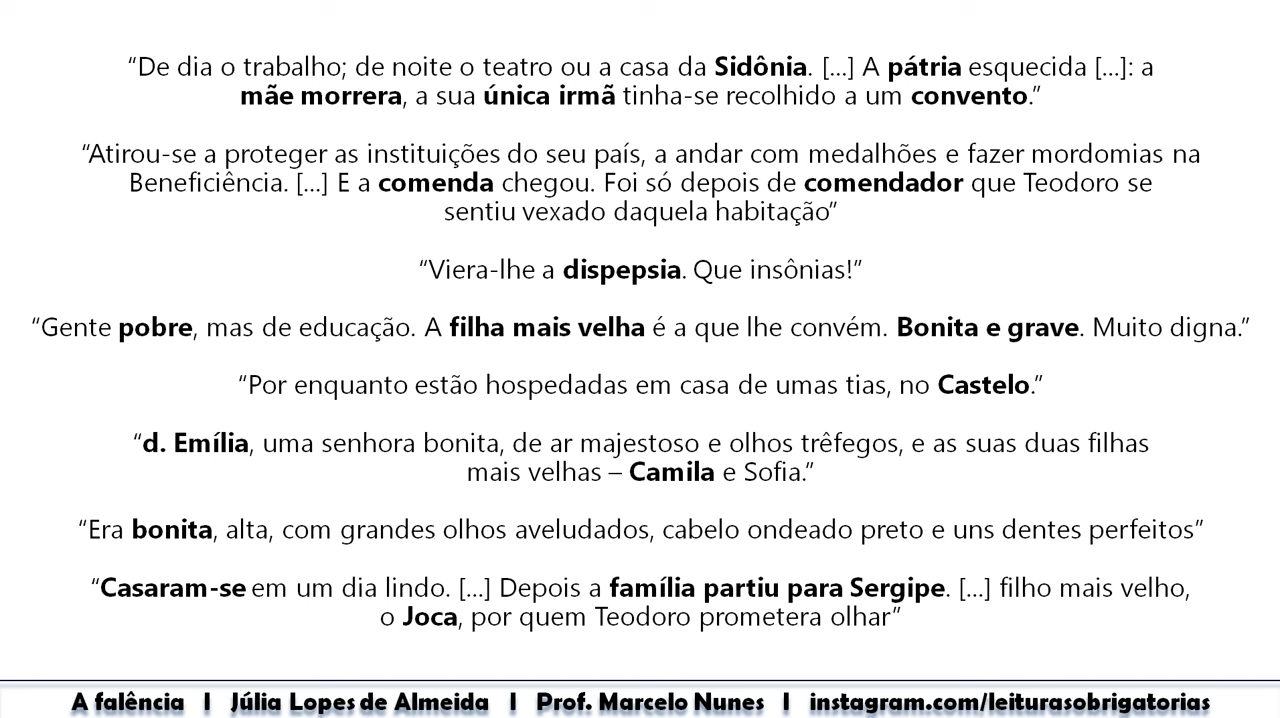 “De dia o trabalho; de noite o teatro ou a casa da Sidônia. [...] A pátria esquecida [...]: a
mãe morrera, a sua única irmã tinha-se recolhido a um convento.”
“Atirou-se a proteger as instituições do seu país, a andar com medalhões e fazer mordomias na
Beneficiência. [...] E a comenda chegou. Foi só depois de comendador que Teodoro se
sentiu vexado daquela habitação”
“Viera-lhe a dispepsia. Que insônias!”
“Gente pobre, mas de educação. A filha mais velha é a que lhe convém. Bonita e grave. Muito digna.”
“Por enquanto estão hospedadas em casa de umas tias, no Castelo.”
“d. Emília, uma senhora bonita, de ar majestoso e olhos trêfegos, e as suas duas filhas
mais velhas – Camila e Sofia.”
“Era bonita, alta, com grandes olhos aveludados, cabelo ondeado preto e uns dentes perfeitos”
“Casaram-se em um dia lindo. [...] Depois a família partiu para Sergipe. [...] filho mais velho,
o Joca, por quem Teodoro prometera olhar”
A falência I Júlia Lopes de Almeida I Prof. Marcelo Nunes I instagram.com/leiturasobrigatorias